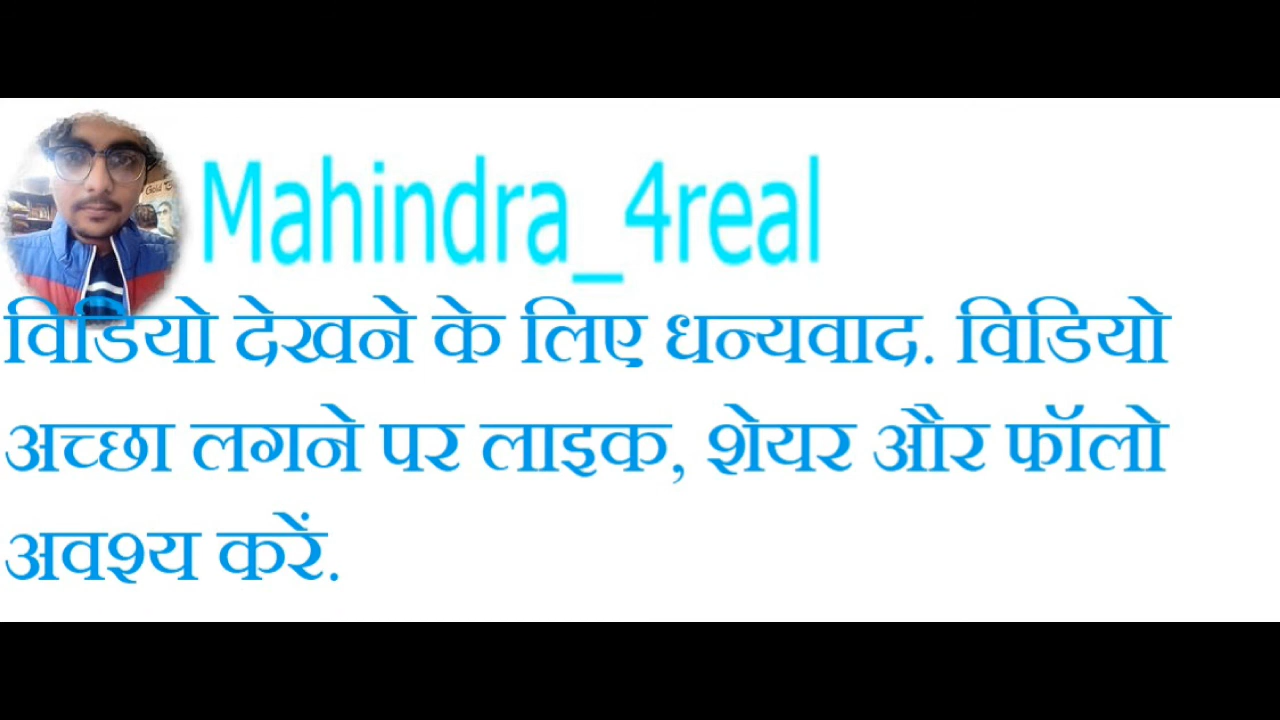 Mahindra_4real
विडियो देखने के लिए धन्यवाद. विडियो
अच्छा लगने पर लाइक, शेयर और फॉलो
अवश्य करें.